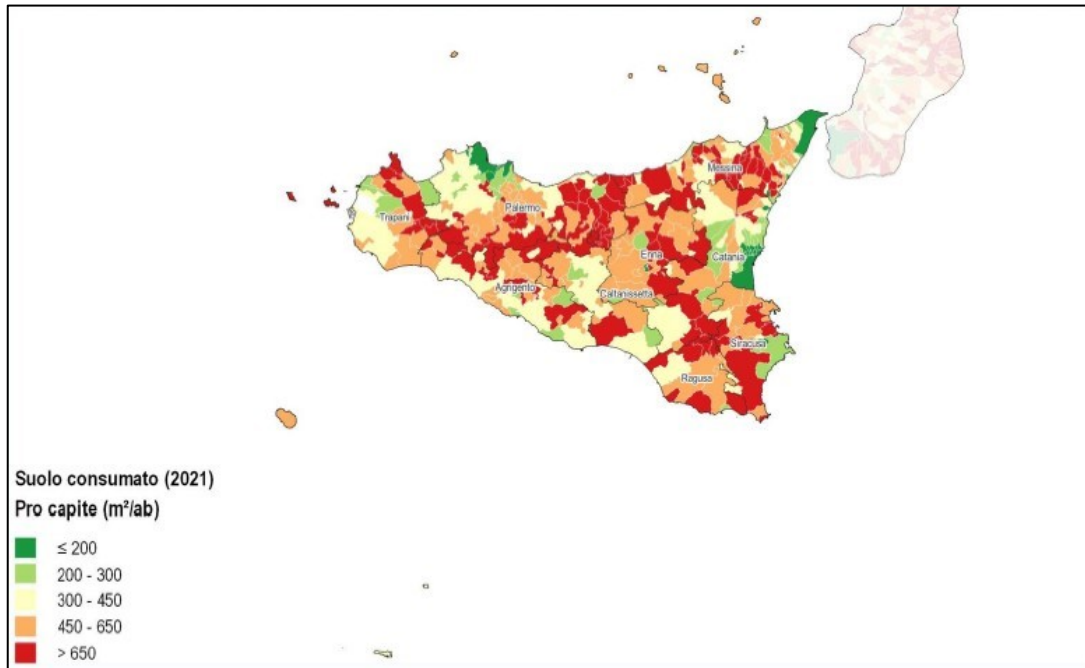 Messina
Palermo
Trapani
Enna
Catania
Agrigento
Caltanissetta
Siracusa
Ragusa
Suolo consumato (2021)
Pro capite (m²/ab)
≤ 200
200 - 300
300 - 450
450 - 650
> 650